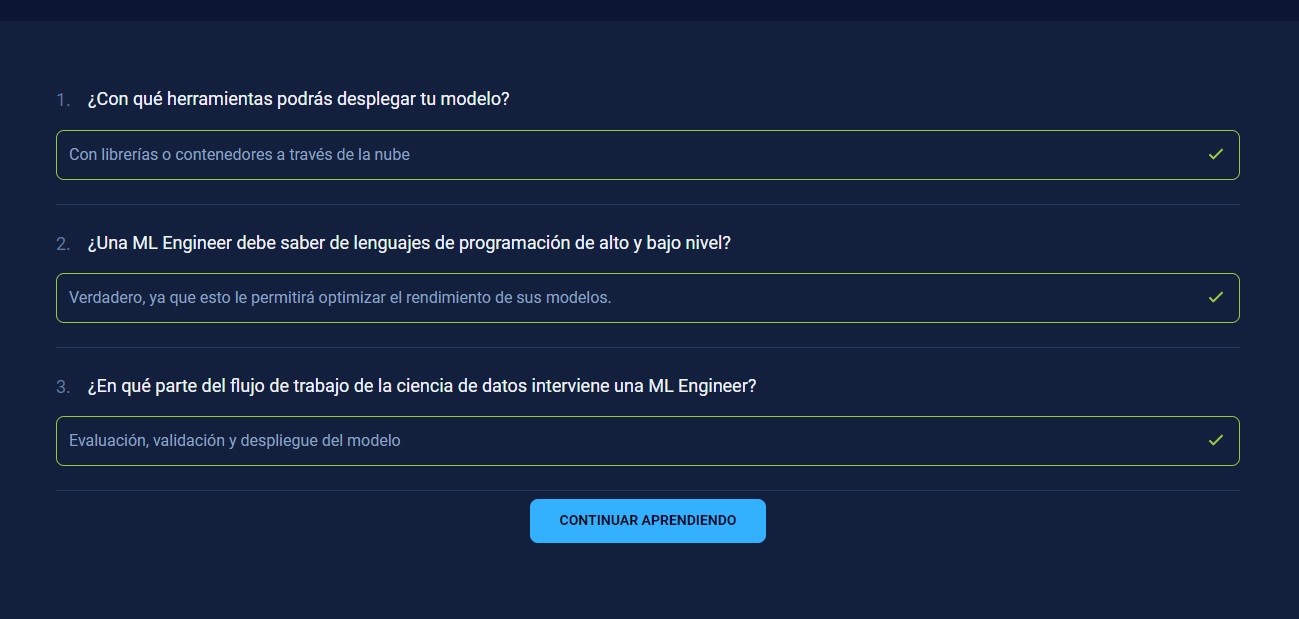 1. ¿Con qué herramientas podrás desplegar tu modelo?
Con librerías o contenedores a través de la nube
2. ¿Una ML Engineer debe saber de lenguajes de programación de alto y bajo nivel?
Verdadero, ya que esto le permitirá optimizar el rendimiento de sus modelos.
3. ¿En qué parte del flujo de trabajo de la ciencia de datos interviene una ML Engineer?
Evaluación, validación y despliegue del modelo
CONTINUAR APRENDIENDO